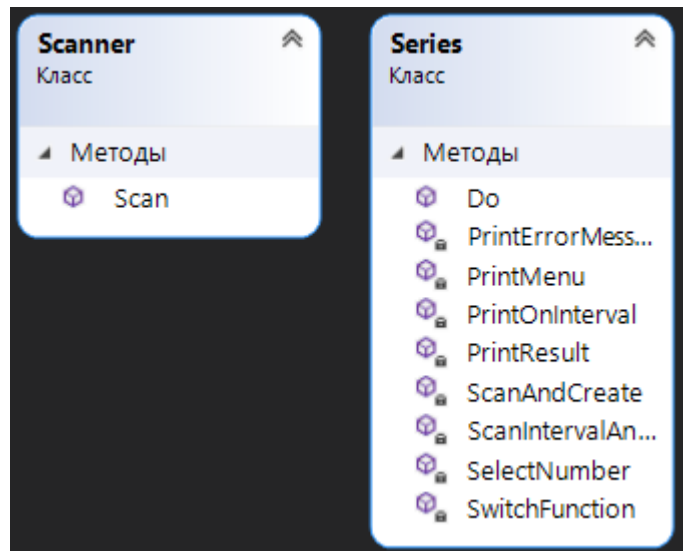 Scanner
Класс
Методы
Scan
Series
Класс
Методы
Do
PrintErrorMess...
PrintMenu
PrintOnInterval
PrintResult
ScanAndCreate
ScanIntervalAn...
SelectNumber
SwitchFunction